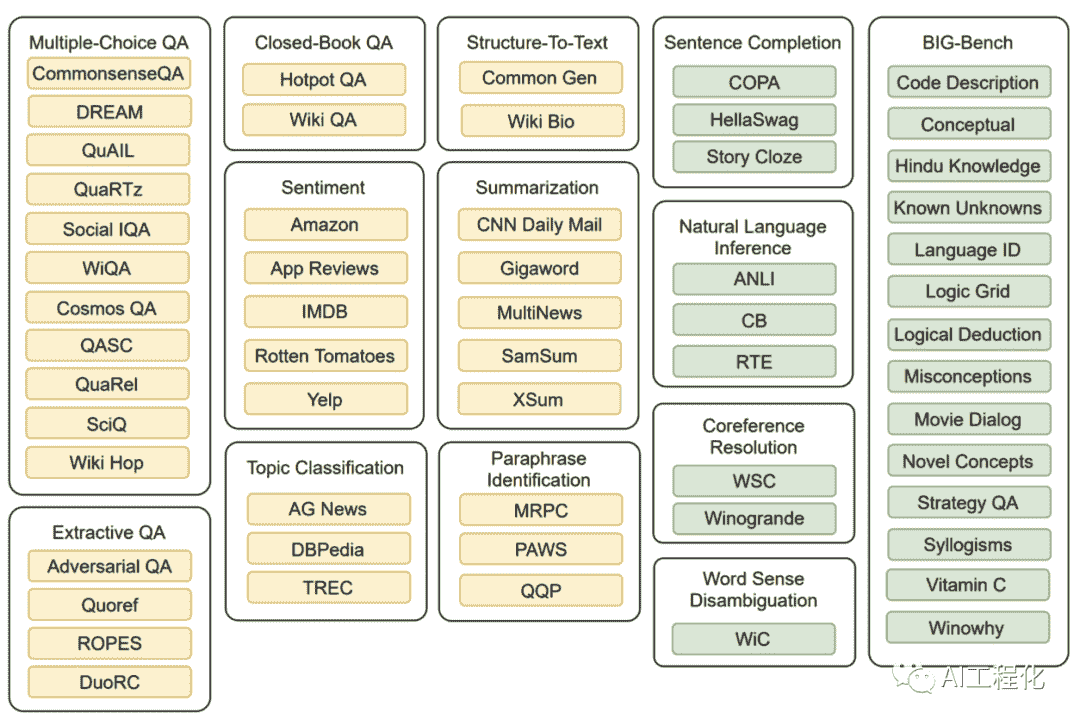 Multiple-Choice QA
CommonsenseQA
DREAM
QuAIL
QuaRTz
Social IQA
WiQA
Cosmos QA
QASC
QuaRel
SciQ
Wiki Hop
Extractive QA
Adversarial QA
Quoref
ROPES
DuoRC
Closed-Book QA
Hotpot QA
Wiki QA
Sentiment
Amazon
App Reviews
IMDB
Rotten Tomatoes
Yelp
Topic Classification
AG News
DBPedia
TREC
Structure-To-Text
Common Gen
Wiki Bio
Summarization
CNN Daily Mail
Gigaword
MultiNews
SamSum
XSum
Paraphrase
Identification
MRPC
PAWS
QQP
Sentence Completion
COPA
HellaSwag
Story Cloze
Natural Language
Inference
ANLI
CB
RTE
Coreference
Resolution
WSC
Winogrande
Word Sense
Disambiguation
WiC
BIG-Bench
Code Description
Conceptual
Hindu Knowledge
Known Unknowns
Language ID
Logic Grid
Logical Deduction
Misconceptions
Movie Dialog
Novel Concepts
Strategy QA
Syllogisms
Vitamin C
Winowhy
AI工程化